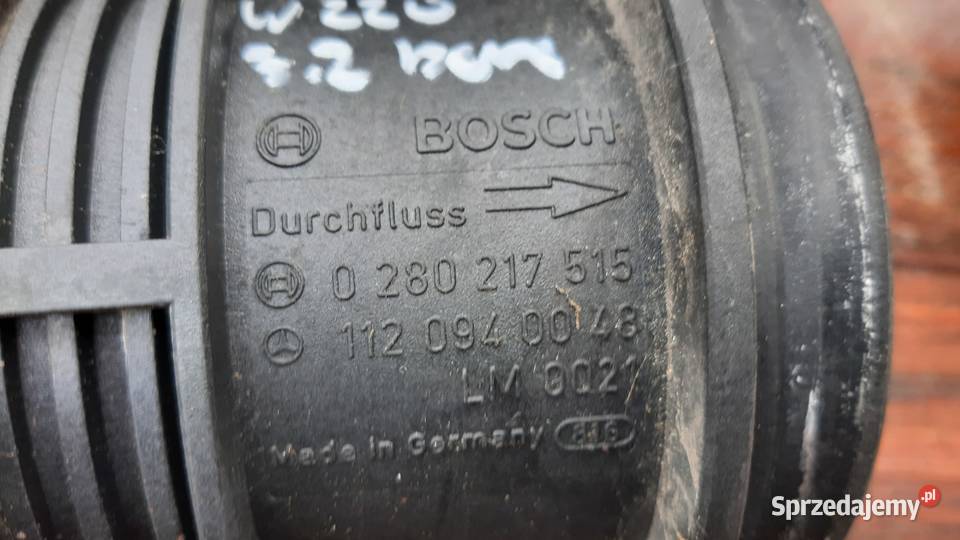 W 220
3.2
BOSCH
Durchfluss
0 280 217 515
112 094 00 48
LM 0021
Made in Germany
Sprzedajemy.pl